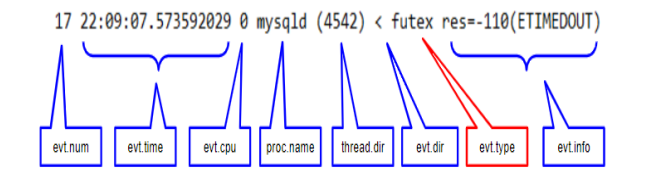 17 22:09:07.573592029 0 mysqld (4542) < futex res=-110(ETIMEDOUT)
evt.num evt.time evt.cpu proc.name thread.dir evt.dir evt.type evt.info